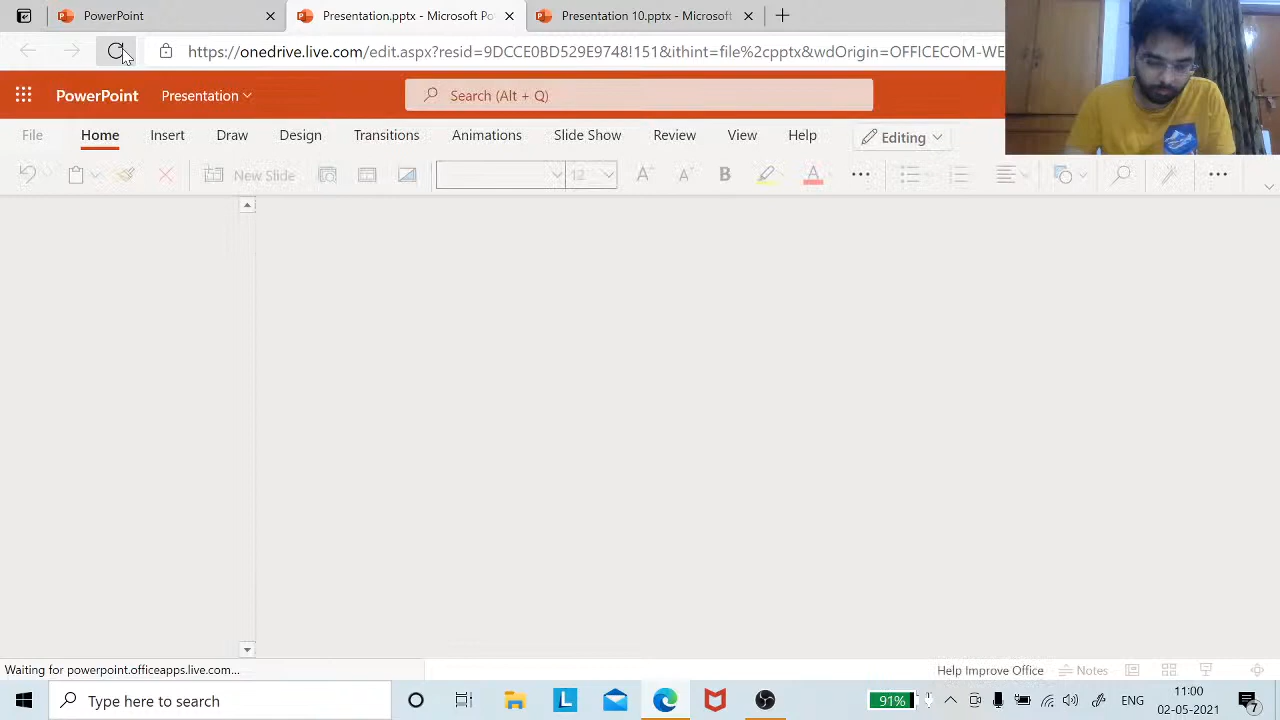 PowerPoint
Presentation.pptx - Microsoft Po
Presentation 10.pptx - Microsoft
https://onedrive.live.com/edit.aspx?resid=9DCCE0BD529E9748!151&ithint=file%2cpptx&wdOrigin=OFFICECOM-WE
PowerPoint
Presentation
Search (Alt + Q)
File
Home
Insert
Draw
Design
Transitions
Animations
Slide Show
Review
View
Help
Editing
New Slide
12
B
Waiting for powerpoint.officeapps.live.com...
Help Improve Office
Notes
Type here to search
91%
ENG
11:00
02-05-2021
7